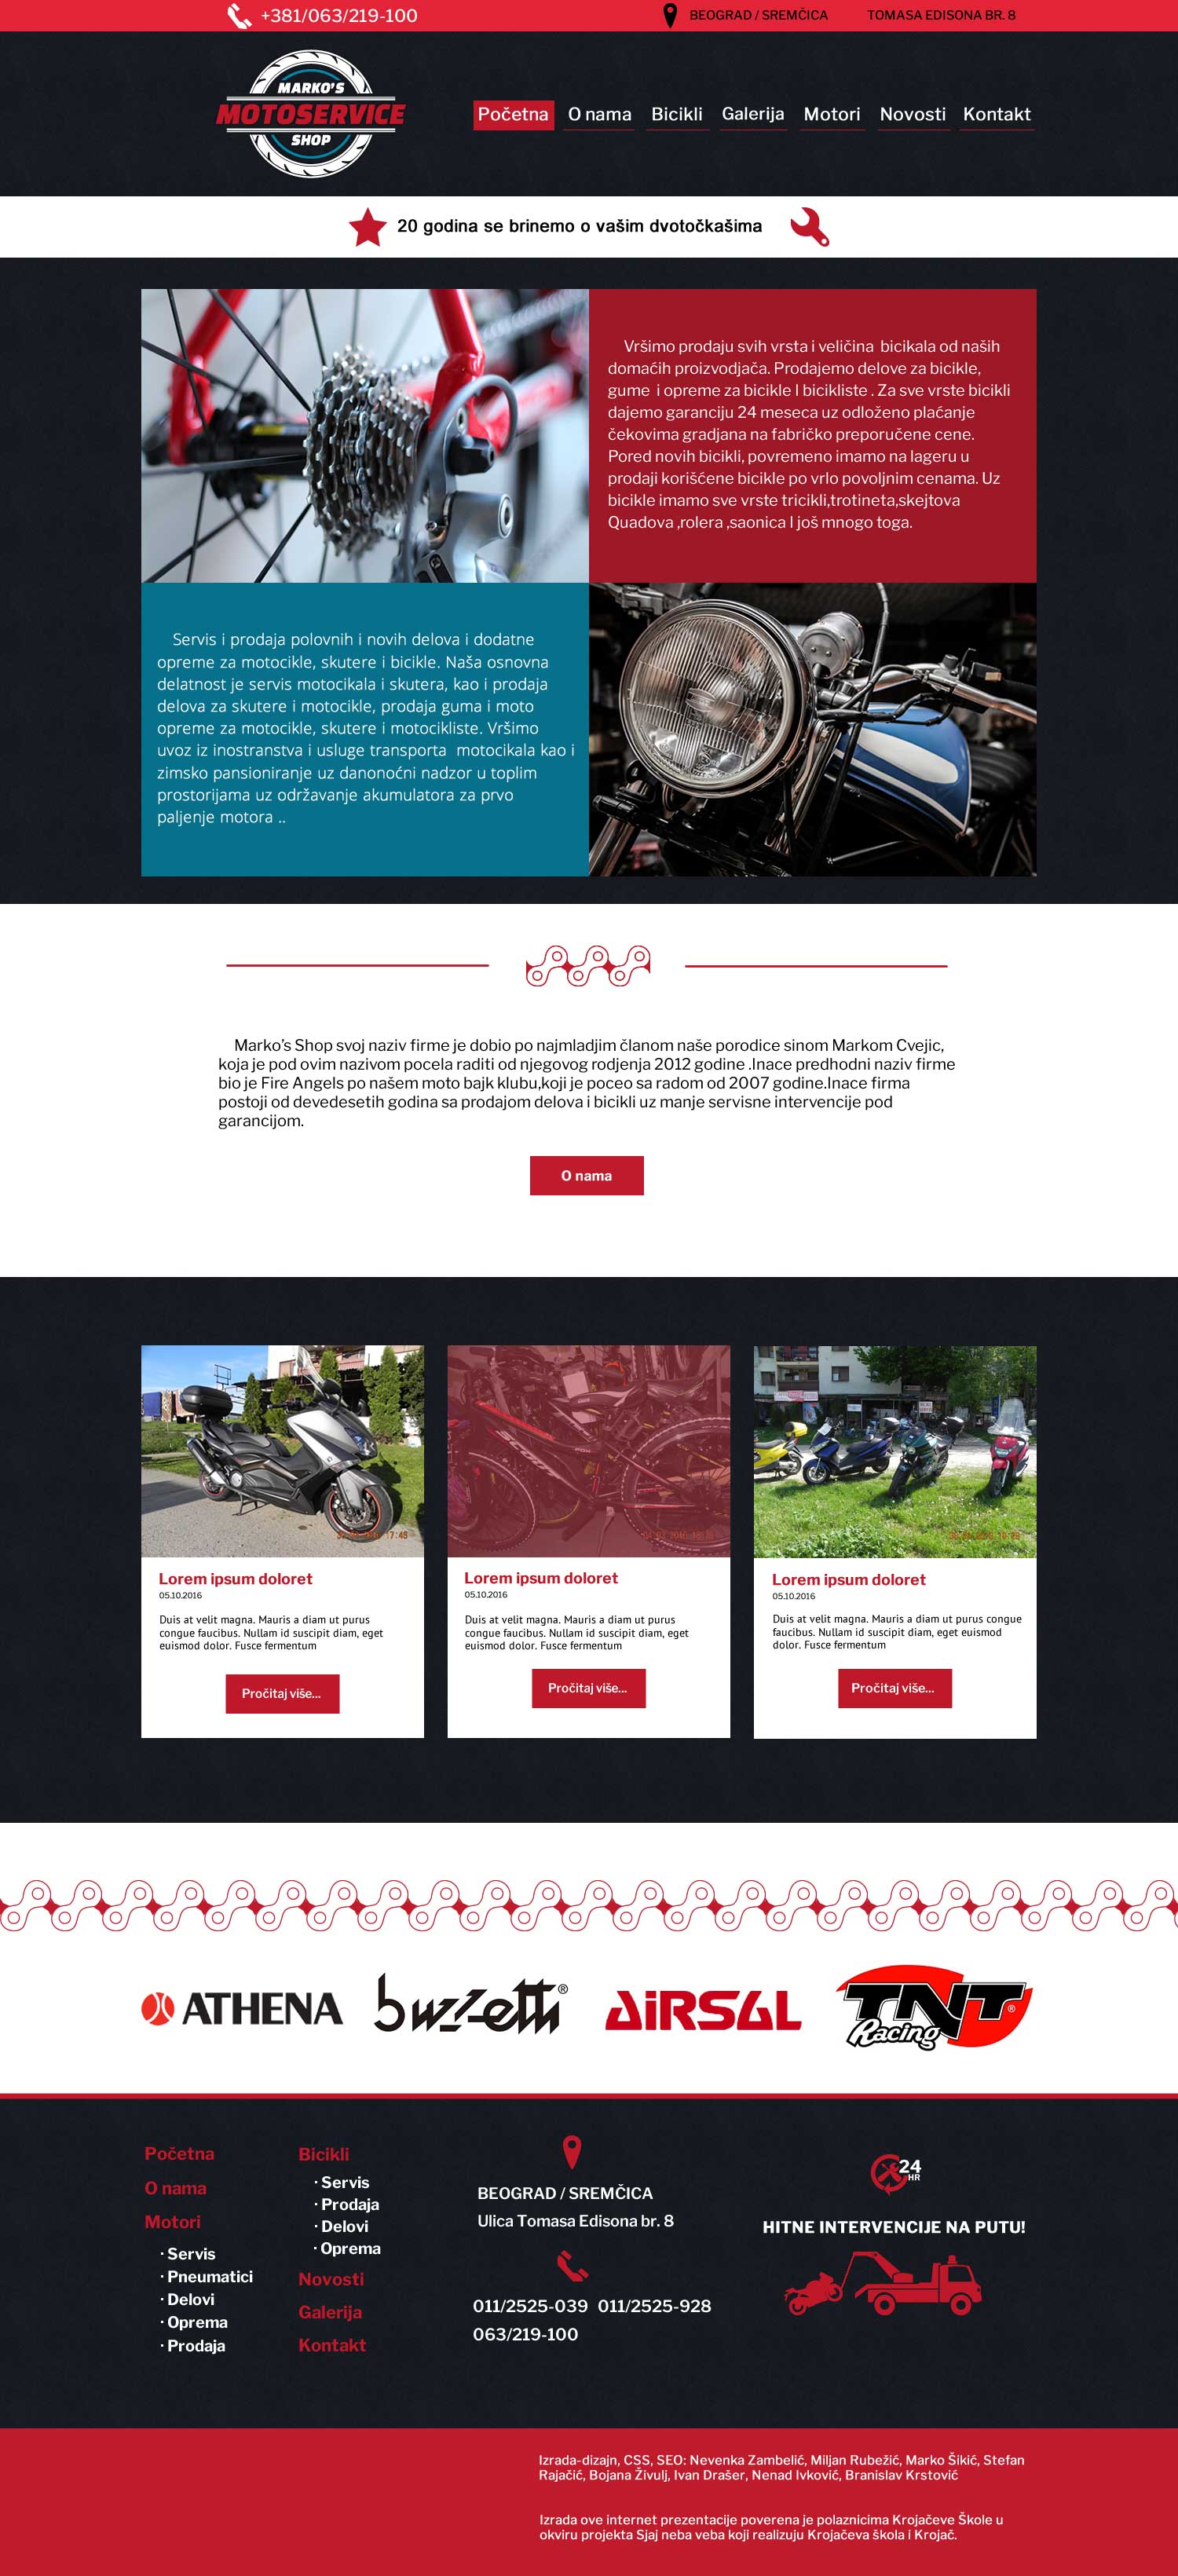 +381/063/219-100
BEOGRAD / SREMČICA
TOMASA EDISONA BR. 8
MARKO'S
MOTOSERVICE
SHOP
Početna
O nama
Bicikli
Galerija
Motori
Novosti
Kontakt
20 godina se brinemo o vašim dvotočkašima
Vršimo prodaju svih vrsta i veličina bicikala od naših
domaćih proizvodjača. Prodajemo delove za bicikle,
gume i opreme za bicikle I bicikliste . Za sve vrste bicikli
dajemo garanciju 24 meseca uz odloženo plaćanje
čekovima gradjana na fabričko preporučene cene.
Pored novih bicikli, povremeno imamo na lageru u
prodaji korišćene bicikle po vrlo povoljnim cenama. Uz
bicikle imamo sve vrste tricikli,trotineta,skejtova
Quadova ,rolera ,saonica I još mnogo toga.
Servis i prodaja polovnih i novih delova i dodatne
opreme za motocikle, skutere i bicikle. Naša osnovna
delatnost je servis motocikala i skutera, kao i prodaja
delova za skutere i motocikle, prodaja guma i moto
opreme za motocikle, skutere i motocikliste. Vršimo
uvoz iz inostranstva i usluge transporta motocikala kao i
zimsko pansioniranje uz danonoćni nadzor u toplim
prostorijama uz održavanje akumulatora za prvo
paljenje motora ..
Marko's Shop svoj naziv firme je dobio po najmladjim članom naše porodice sinom Markom Cvejic,
koja je pod ovim nazivom pocela raditi od njegovog rodjenja 2012 godine .Inace predhodni naziv firme
bio je Fire Angels po našem moto bajk klubu,koji je poceo sa radom od 2007 godine.Inace firma
postoji od devedesetih godina sa prodajom delova i bicikli uz manje servisne intervencije pod
garancijom.
O nama
Lorem ipsum doloret
05.10.2016
Duis at velit magna. Mauris a diam ut purus
congue faucibus. Nullam id suscipit diam, eget
euismod dolor. Fusce fermentum
Pročitaj više...
Lorem ipsum doloret
05.10.2016
Duis at velit magna. Mauris a diam ut purus
congue faucibus. Nullam id suscipit diam, eget
euismod dolor. Fusce fermentum
Pročitaj više...
Lorem ipsum doloret
05.10.2016
Duis at velit magna. Mauris a diam ut purus congue
faucibus. Nullam id suscipit diam, eget euismod
dolor. Fusce fermentum
Pročitaj više...
ATHENA
buzzetti®
AIRSAL
TNT®
Racing
Početna
O nama
Motori
· Servis
· Pneumatici
· Delovi
· Oprema
· Prodaja
Bicikli
· Servis
· Prodaja
· Delovi
· Oprema
Novosti
Galerija
Kontakt
BEOGRAD / SREMČICA
Ulica Tomasa Edisona br. 8
011/2525-039 011/2525-928
063/219-100
24
HR
HITNE INTERVENCIJE NA PUTU!
Izrada-dizajn, CSS, SEO: Nevenka Zambelić, Miljan Rubežić, Marko Šikić, Stefan
Rajačić, Bojana Živulj, Ivan Drašer, Nenad Ivković, Branislav Krstović
Izrada ove internet prezentacije poverena je polaznicima Krojačeve Škole u
okviru projekta Sjaj neba veba koji realizuju Krojačeva škola i Krojač.